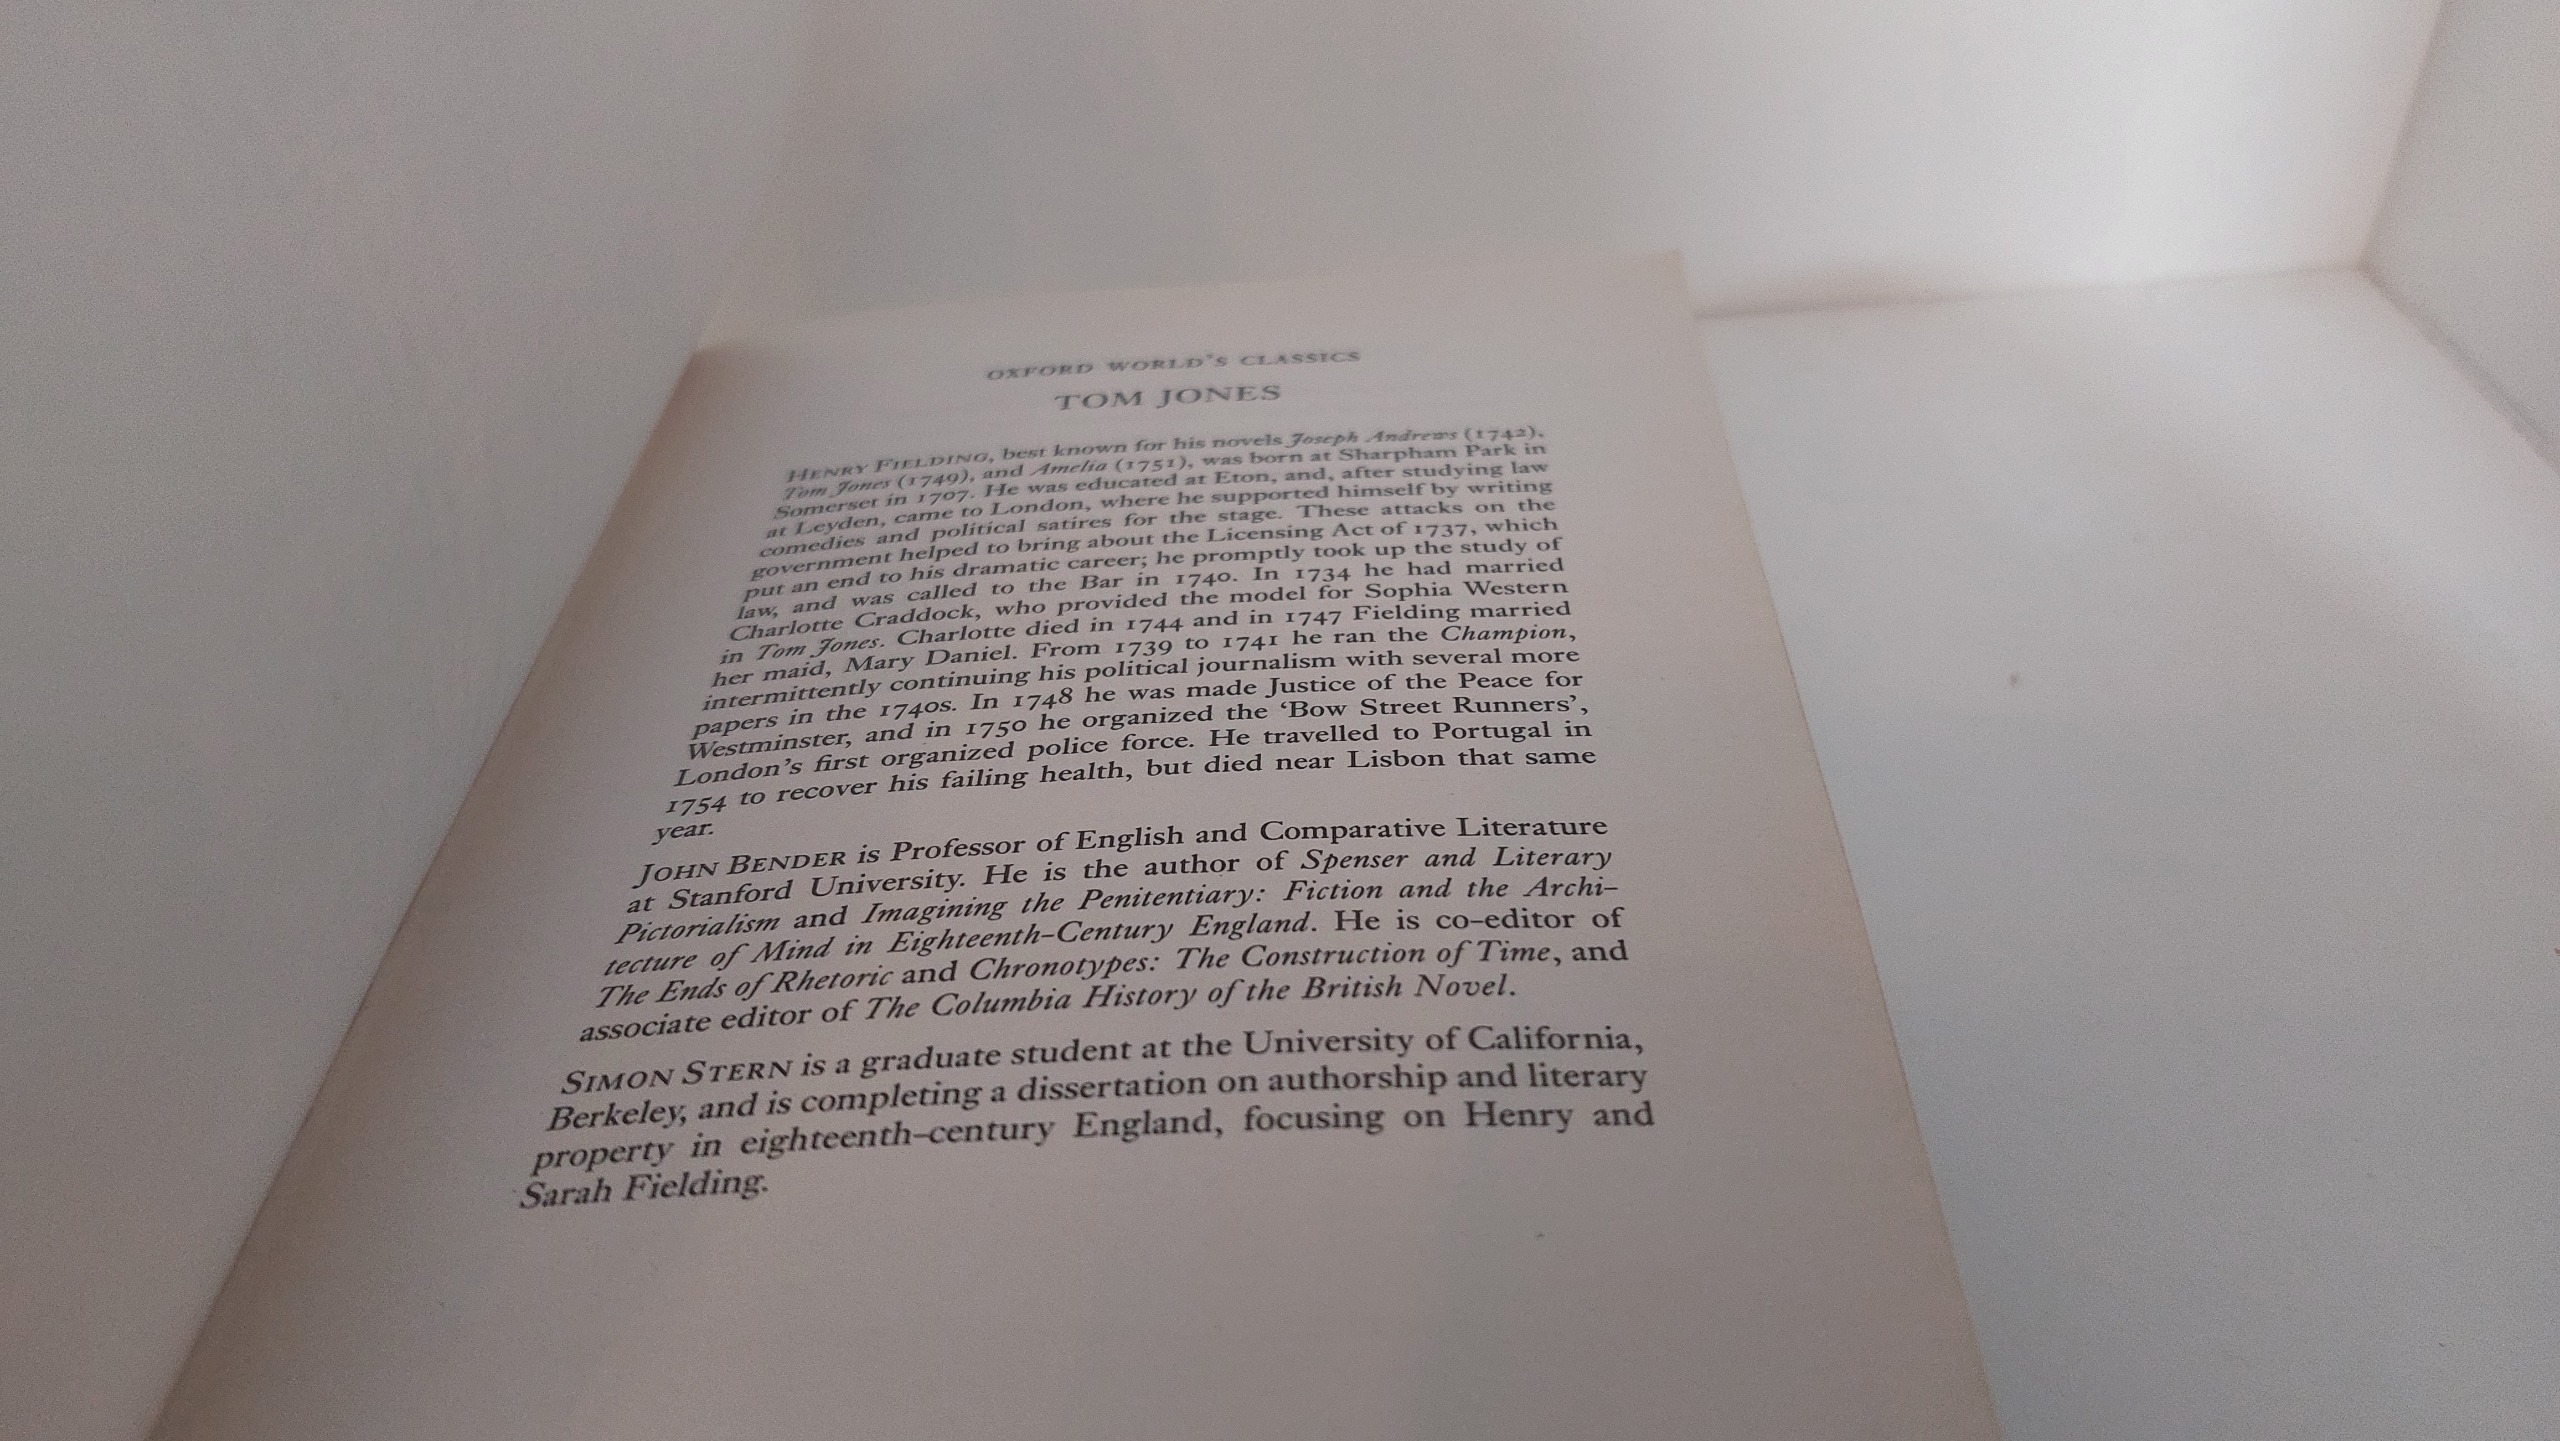 OXFORD WORLD'S CLASSICS
TOM JONES
HENRY FIELDING, best known for his novels Joseph Andrews (1742),
Tom Jones (1749), and Amelia (1751), was born at Sharpham Park in
Somerset in 1707. He was educated at Eton, and, after studying law
at Leyden, came to London, where he supported himself by writing
comedies and political satires for the stage. These attacks on the
government helped to bring about the Licensing Act of 1737, which
put an end to his dramatic career; he promptly took up the study of
law, and was called to the Bar in 1740. In 1734 he had married
Charlotte Craddock, who provided the model for Sophia Western
in Tom Jones. Charlotte died in 1744 and in 1747 Fielding married
her maid, Mary Daniel. From 1739 to 1741 he ran the Champion,
intermittently continuing his political journalism with several more
papers in the 1740s. In 1748 he was made Justice of the Peace for
Westminster, and in 1750 he organized the ‘Bow Street Runners’,
London's first organized police force. He travelled to Portugal in
1754 to recover his failing health, but died near Lisbon that same
year.
JOHN BENDER is Professor of English and Comparative Literature
at Stanford University. He is the author of Spenser and Literary
Pictorialism and Imagining the Penitentiary: Fiction and the Archi-
tecture of Mind in Eighteenth-Century England. He is co-editor of
The Ends of Rhetoric and Chronotypes: The Construction of Time, and
associate editor of The Columbia History of the British Novel.
SIMON STERN is a graduate student at the University of California,
Berkeley, and is completing a dissertation on authorship and literary
property in eighteenth-century England, focusing on Henry and
Sarah Fielding.